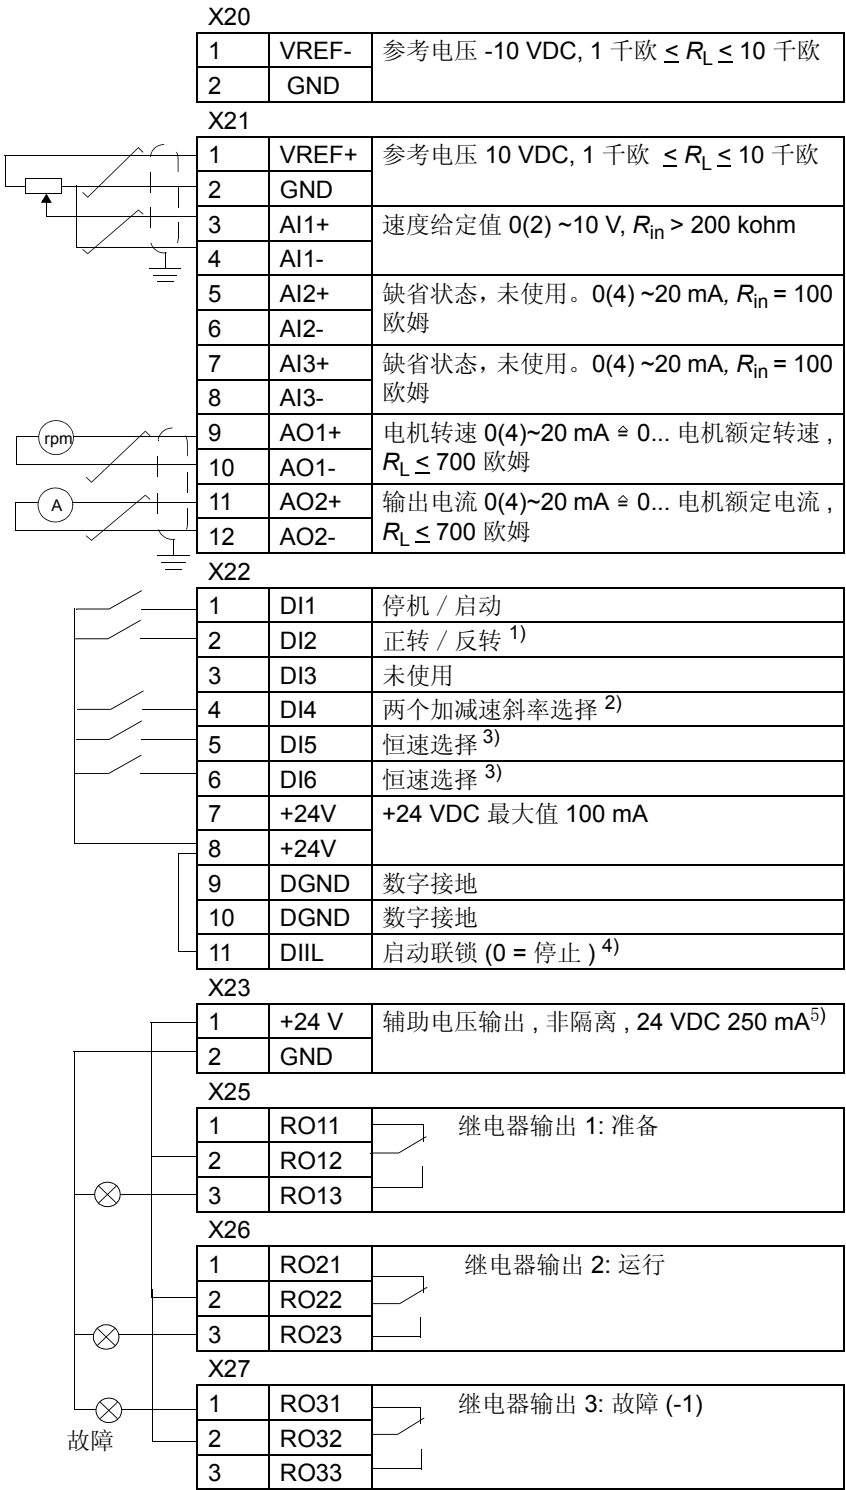 X20
1 VREF- 参考电压 -10 VDC, 1 千欧 ≤ RL ≤ 10 千欧
2 GND
X21
1 VREF+ 参考电压 10 VDC, 1 千欧 ≤ RL ≤ 10 千欧
2 GND
3 AI1+ 速度给定值 0(2) ~10 V, Rin > 200 kohm
4 AI1-
5 AI2+ 缺省状态，未使用。0(4) ~20 mA, Rin = 100
6 AI2- 欧姆
7 AI3+ 缺省状态，未使用。0(4) ~20 mA, Rin = 100
8 AI3- 欧姆
rpm 9 AO1+ 电机转速 0(4)~20 mA ≙ 0... 电机额定转速 ,
10 AO1- RL ≤ 700 欧姆
A 11 AO2+ 输出电流 0(4)~20 mA ≙ 0... 电机额定电流 ,
12 AO2- RL ≤ 700 欧姆
X22
1 DI1 停机 / 启动
2 DI2 正转 / 反转 1)
3 DI3 未使用
4 DI4 两个加减速斜率选择 2)
5 DI5 恒速选择 3)
6 DI6 恒速选择 3)
7 +24V +24 VDC 最大值 100 mA
8 +24V
9 DGND 数字接地
10 DGND 数字接地
11 DIIL 启动联锁 (0 = 停止 ) 4)
X23
1 +24 V 辅助电压输出 , 非隔离 , 24 VDC 250 mA5)
2 GND
X25
1 RO11 继电器输出 1: 准备
2 RO12
3 RO13
X26
1 RO21 继电器输出 2: 运行
2 RO22
3 RO23
X27
1 RO31 继电器输出 3: 故障 (-1)
故障 2 RO32
3 RO33